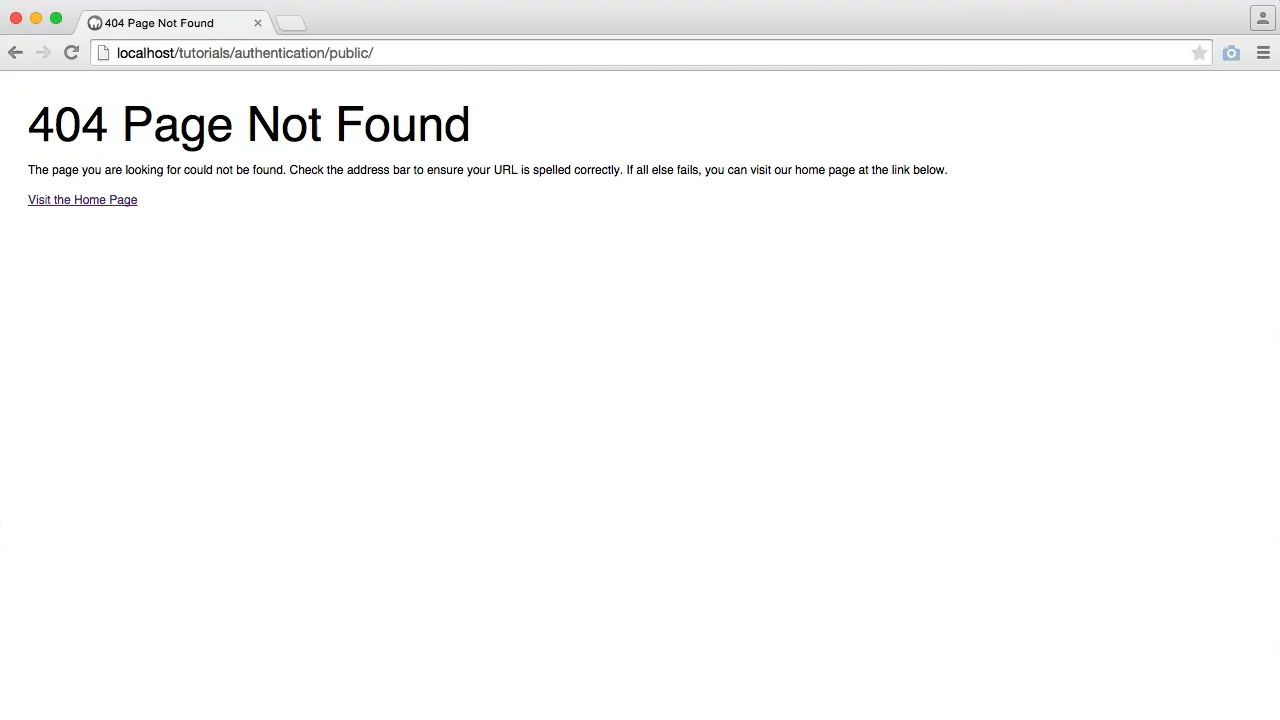 404 Page Not Found
localhost/tutorials/authentication/public/
404 Page Not Found
The page you are looking for could not be found. Check the address bar to ensure your URL is spelled correctly. If all else fails, you can visit our home page at the link below.
Visit the Home Page